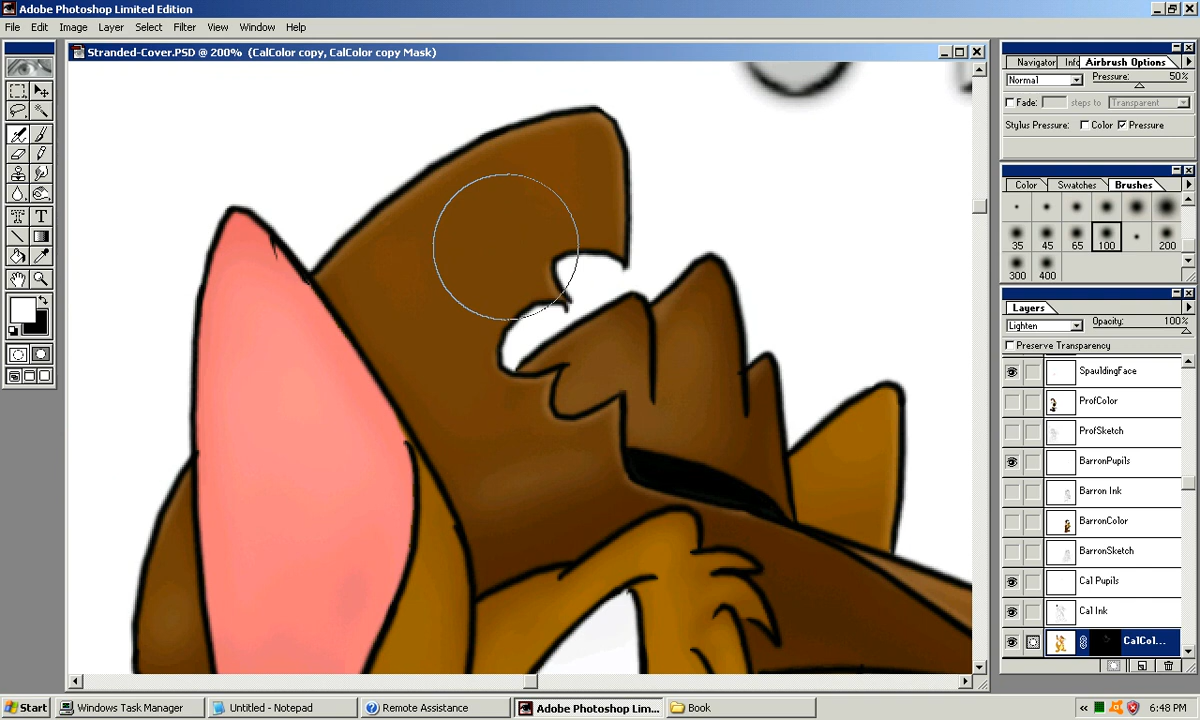 Adobe Photoshop Limited Edition
File Edit Image Layer Select Filter View Window Help
Stranded-Cover.PSD @ 200% (CalColor copy, CalColor copy Mask)
Navigator Info Airbrush Options
Normal Pressure: 50%
Fade: steps to Transparent
Stylus Pressure: Color Pressure
Color Swatches Brushes
35 45 65 100 200
300 400
Layers
Lighten Opacity: 100%
Preserve Transparency
SpauldingFace
ProfColor
ProfSketch
BarronPupils
Barron Ink
BarronColor
BarronSketch
Cal Pupils
Cal Ink
CalCol...
Start Windows Task Manager Untitled - Notepad Remote Assistance Adobe Photoshop Lim... Book 6:48 PM